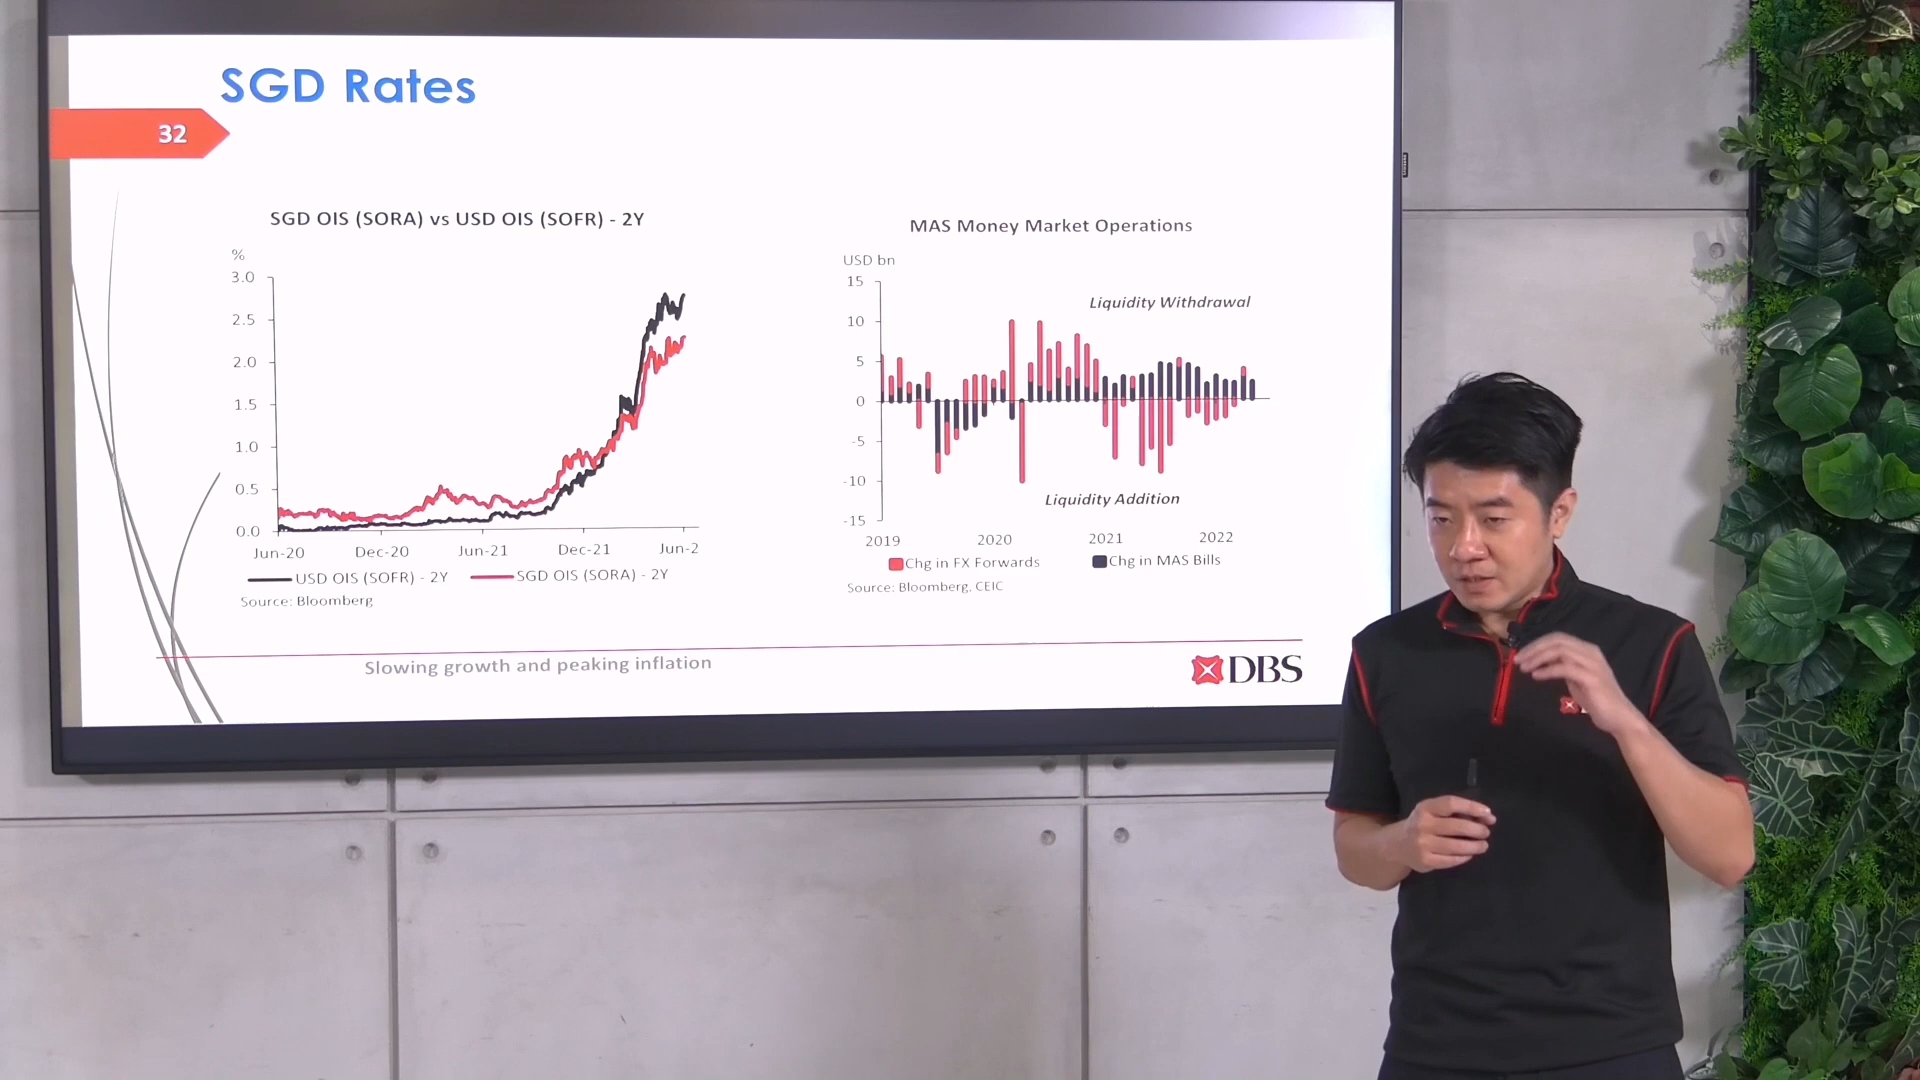 SGD Rates
32
SGD OIS (SORA) vs USD OIS (SOFR) - 2Y
%
3.0
2.5
2.0
1.5
1.0
0.5
0.0
Jun-20 Dec-20 Jun-21 Dec-21 Jun-2
USD OIS (SOFR) - 2Y SGD OIS (SORA) - 2Y
Source: Bloomberg
MAS Money Market Operations
USD bn
15
10
5
0
-5
-10
-15
Liquidity Withdrawal
Liquidity Addition
2019 2020 2021 2022
Chg in FX Forwards Chg in MAS Bills
Source: Bloomberg, CEIC
Slowing growth and peaking inflation
DBS